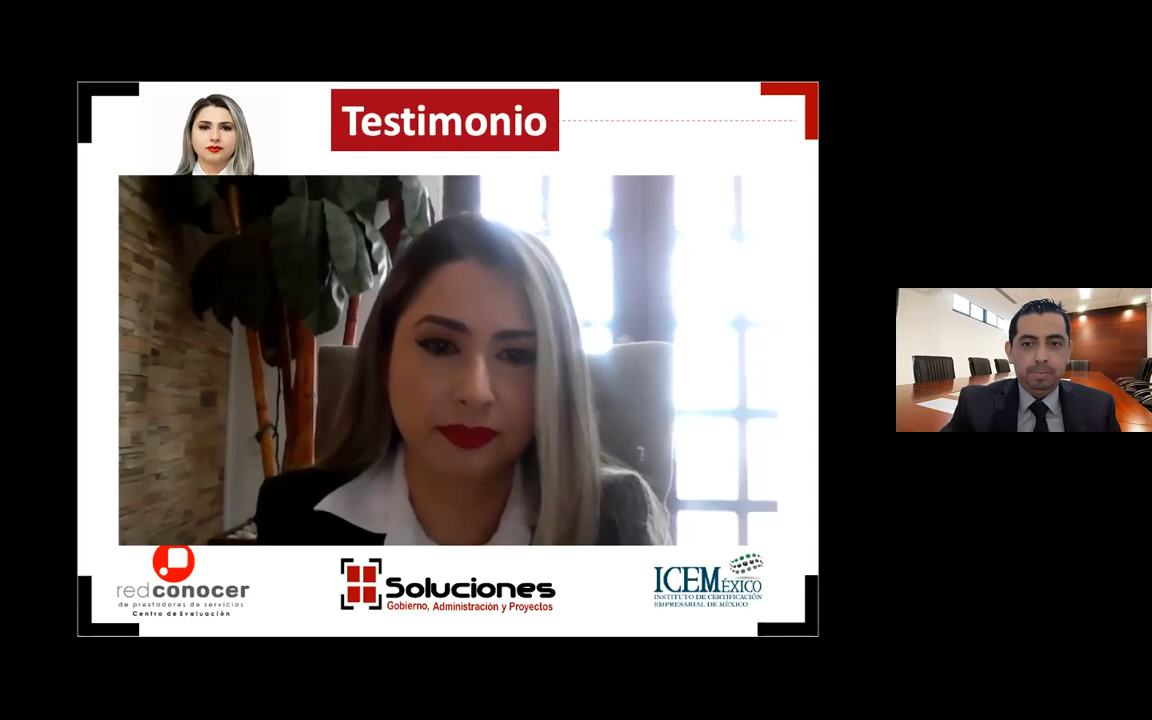 Testimonio
redconocer
de prestadores de servicios
Centro de Evaluación
Soluciones
Gobierno, Administración y Proyectos
ICEMÉXICO
INSTITUTO DE CERTIFICACIÓN
EMPRESARIAL DE MÉXICO